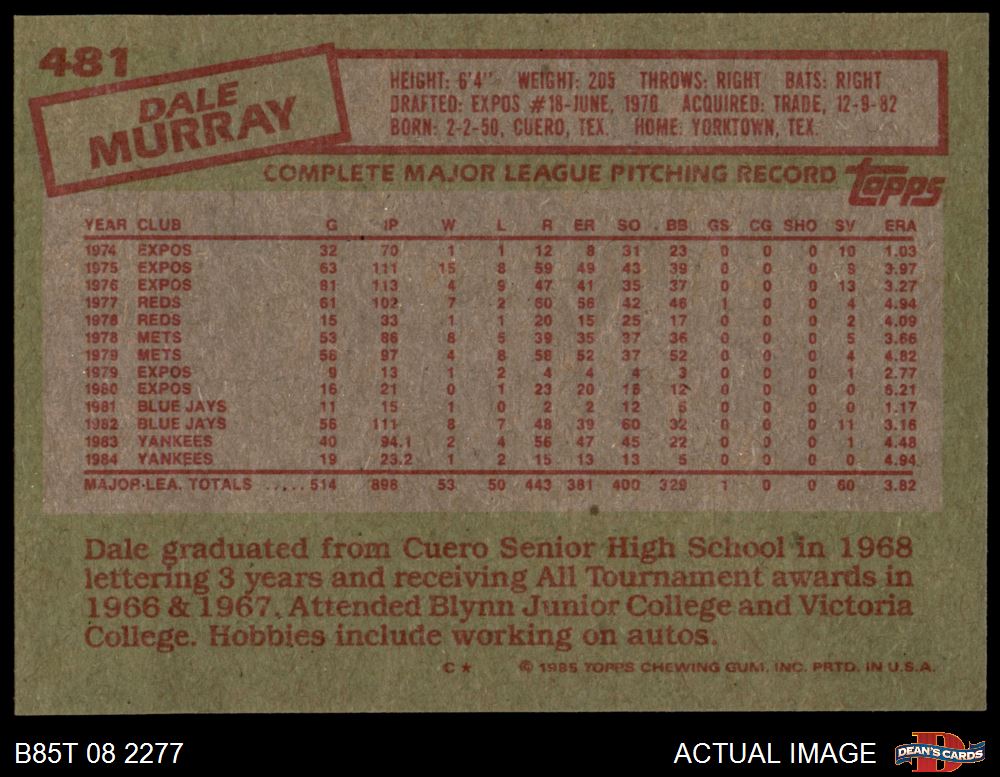 481
DALE
MURRAY
HEIGHT: 6'4" WEIGHT: 205 THROWS: RIGHT BATS: RIGHT
DRAFTED: EXPOS #18-JUNE, 1970 ACQUIRED: TRADE, 12-9-82
BORN: 2-2-50, CUERO, TEX. HOME: YORKTOWN, TEX.
COMPLETE MAJOR LEAGUE PITCHING RECORD topps
YEAR CLUB G IP W L R ER SO BB GS CG SHO SV ERA
1974 EXPOS 32 70 1 1 12 8 31 23 0 0 0 10 1.03
1975 EXPOS 63 111 15 8 59 49 43 39 0 0 0 9 3.97
1976 EXPOS 81 113 4 9 47 41 35 37 0 0 0 13 3.27
1977 REDS 61 102 7 2 60 56 42 46 1 0 0 4 4.94
1978 REDS 15 33 1 1 20 15 25 17 0 0 0 2 4.09
1978 METS 53 86 8 5 39 35 37 36 0 0 0 5 3.66
1979 METS 58 97 4 8 58 52 37 52 0 0 0 4 4.82
1979 EXPOS 9 13 1 2 4 4 4 3 0 0 0 1 2.77
1980 EXPOS 16 21 0 1 23 20 16 12 0 0 0 0 6.21
1981 BLUE JAYS 11 15 1 0 2 2 12 5 0 0 0 0 1.17
1982 BLUE JAYS 56 111 8 7 48 39 60 32 0 0 0 11 3.16
1983 YANKEES 40 94.1 2 4 56 47 45 22 0 0 0 1 4.48
1984 YANKEES 19 23.2 1 2 15 13 13 5 0 0 0 0 4.94
MAJOR LEA. TOTALS ..... 514 898 53 50 443 381 400 329 1 0 0 60 3.82
Dale graduated from Cuero Senior High School in 1968
lettering 3 years and receiving All Tournament awards in
1966 & 1967. Attended Blynn Junior College and Victoria
College. Hobbies include working on autos.
C * © 1985 TOPPS CHEWING GUM, INC. PRTD. IN U.S.A.
B85T 08 2277 ACTUAL IMAGE DEAN'S CARDS